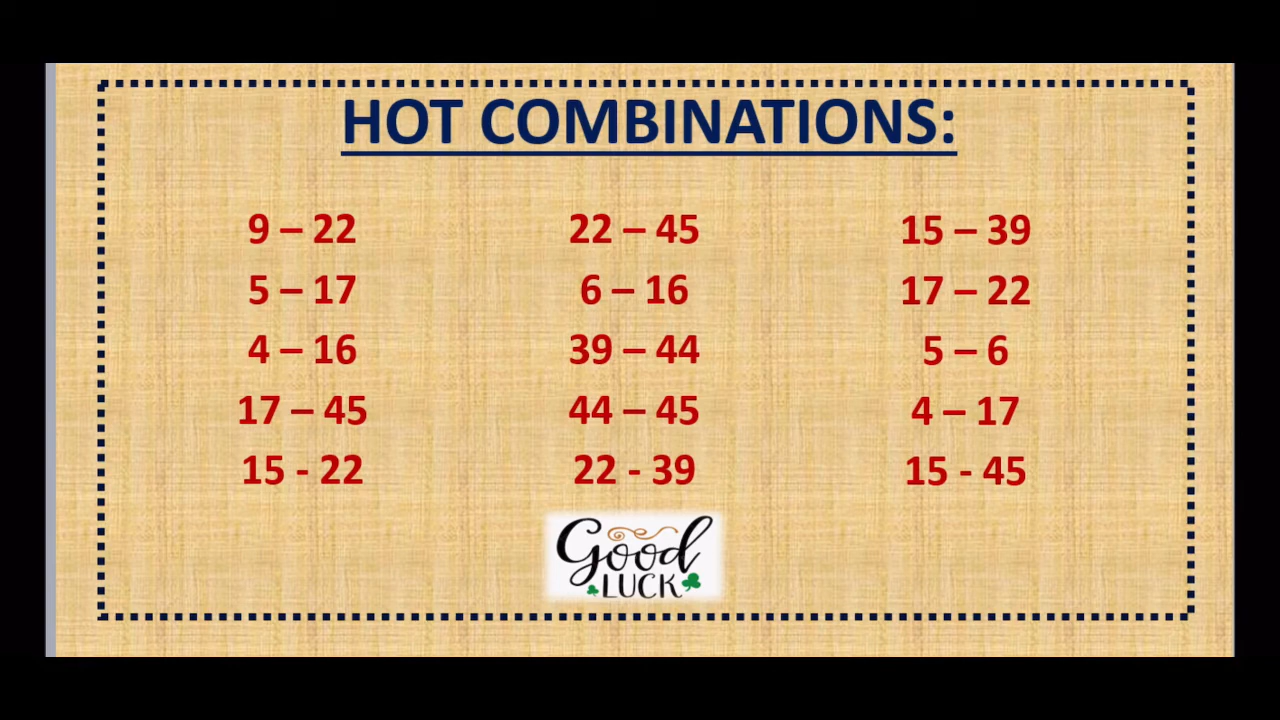 HOT COMBINATIONS:
9 – 22 22 – 45 15 – 39
5 – 17 6 – 16 17 – 22
4 – 16 39 – 44 5 – 6
17 – 45 44 – 45 4 – 17
15 - 22 22 - 39 15 - 45
Good
LUCK